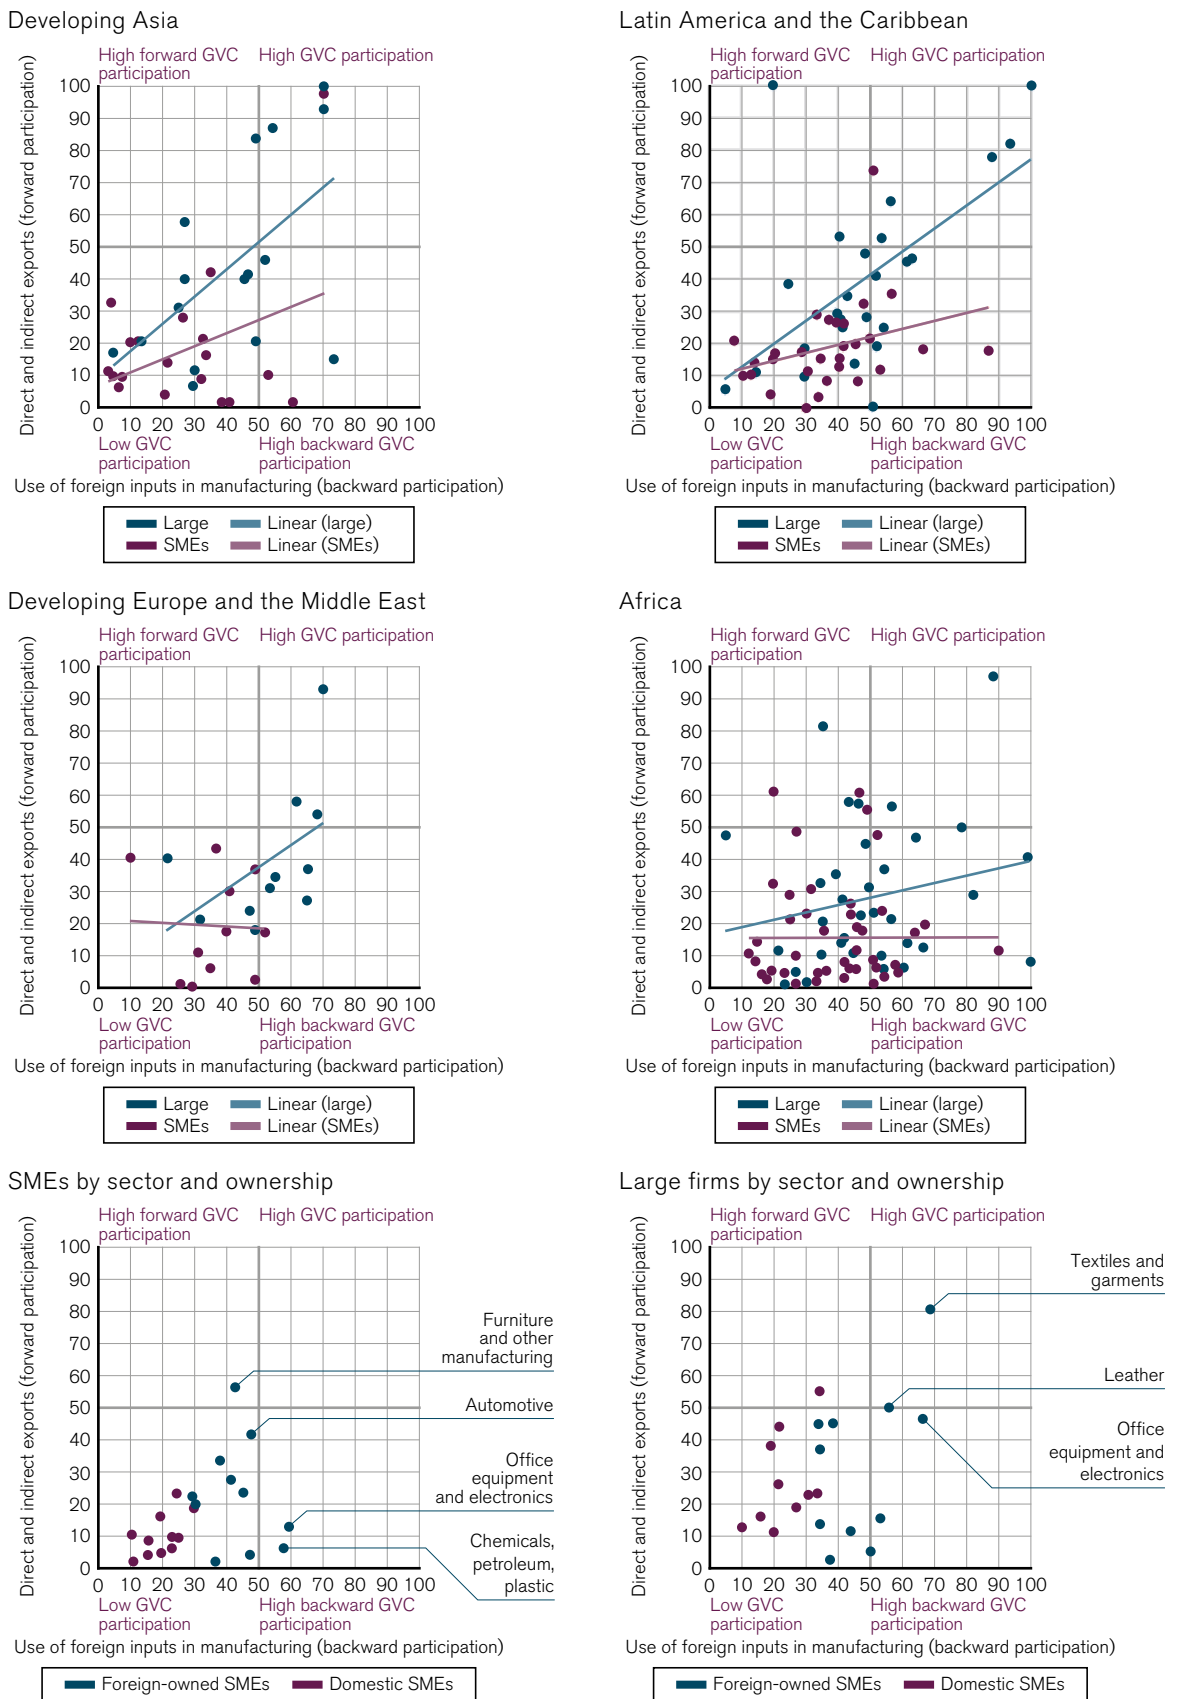 Developing Asia
High forward GVC
participation
High GVC participation
Direct and indirect exports (forward participation)
100
90
80
70
60
50
40
30
20
10
0
0 10 20 30 40 50 60 70 80 90 100
Low GVC
participation
High backward GVC
participation
Use of foreign inputs in manufacturing (backward participation)
Large
Linear (large)
SMEs
Linear (SMEs)
Latin America and the Caribbean
High forward GVC
participation
High GVC participation
Direct and indirect exports (forward participation)
100
90
80
70
60
50
40
30
20
10
0
0 10 20 30 40 50 60 70 80 90 100
Low GVC
participation
High backward GVC
participation
Use of foreign inputs in manufacturing (backward participation)
Large
Linear (large)
SMEs
Linear (SMEs)
Developing Europe and the Middle East
High forward GVC
participation
High GVC participation
Direct and indirect exports (forward participation)
100
90
80
70
60
50
40
30
20
10
0
0 10 20 30 40 50 60 70 80 90 100
Low GVC
participation
High backward GVC
participation
Use of foreign inputs in manufacturing (backward participation)
Large
Linear (large)
SMEs
Linear (SMEs)
Africa
High forward GVC
participation
High GVC participation
Direct and indirect exports (forward participation)
100
90
80
70
60
50
40
30
20
10
0
0 10 20 30 40 50 60 70 80 90 100
Low GVC
participation
High backward GVC
participation
Use of foreign inputs in manufacturing (backward participation)
Large
Linear (large)
SMEs
Linear (SMEs)
SMEs by sector and ownership
High forward GVC
participation
High GVC participation
Direct and indirect exports (forward participation)
100
90
80
70
60
50
40
30
20
10
0
Furniture
and other
manufacturing
Automotive
Office
equipment
and electronics
Chemicals,
petroleum,
plastic
0 10 20 30 40 50 60 70 80 90 100
Low GVC
participation
High backward GVC
participation
Use of foreign inputs in manufacturing (backward participation)
Foreign-owned SMEs
Domestic SMEs
Large firms by sector and ownership
High forward GVC
participation
High GVC participation
Direct and indirect exports (forward participation)
100
90
80
70
60
50
40
30
20
10
0
Textiles and
garments
Leather
Office
equipment and
electronics
0 10 20 30 40 50 60 70 80 90 100
Low GVC
participation
High backward GVC
participation
Use of foreign inputs in manufacturing (backward participation)
Foreign-owned SMEs
Domestic SMEs